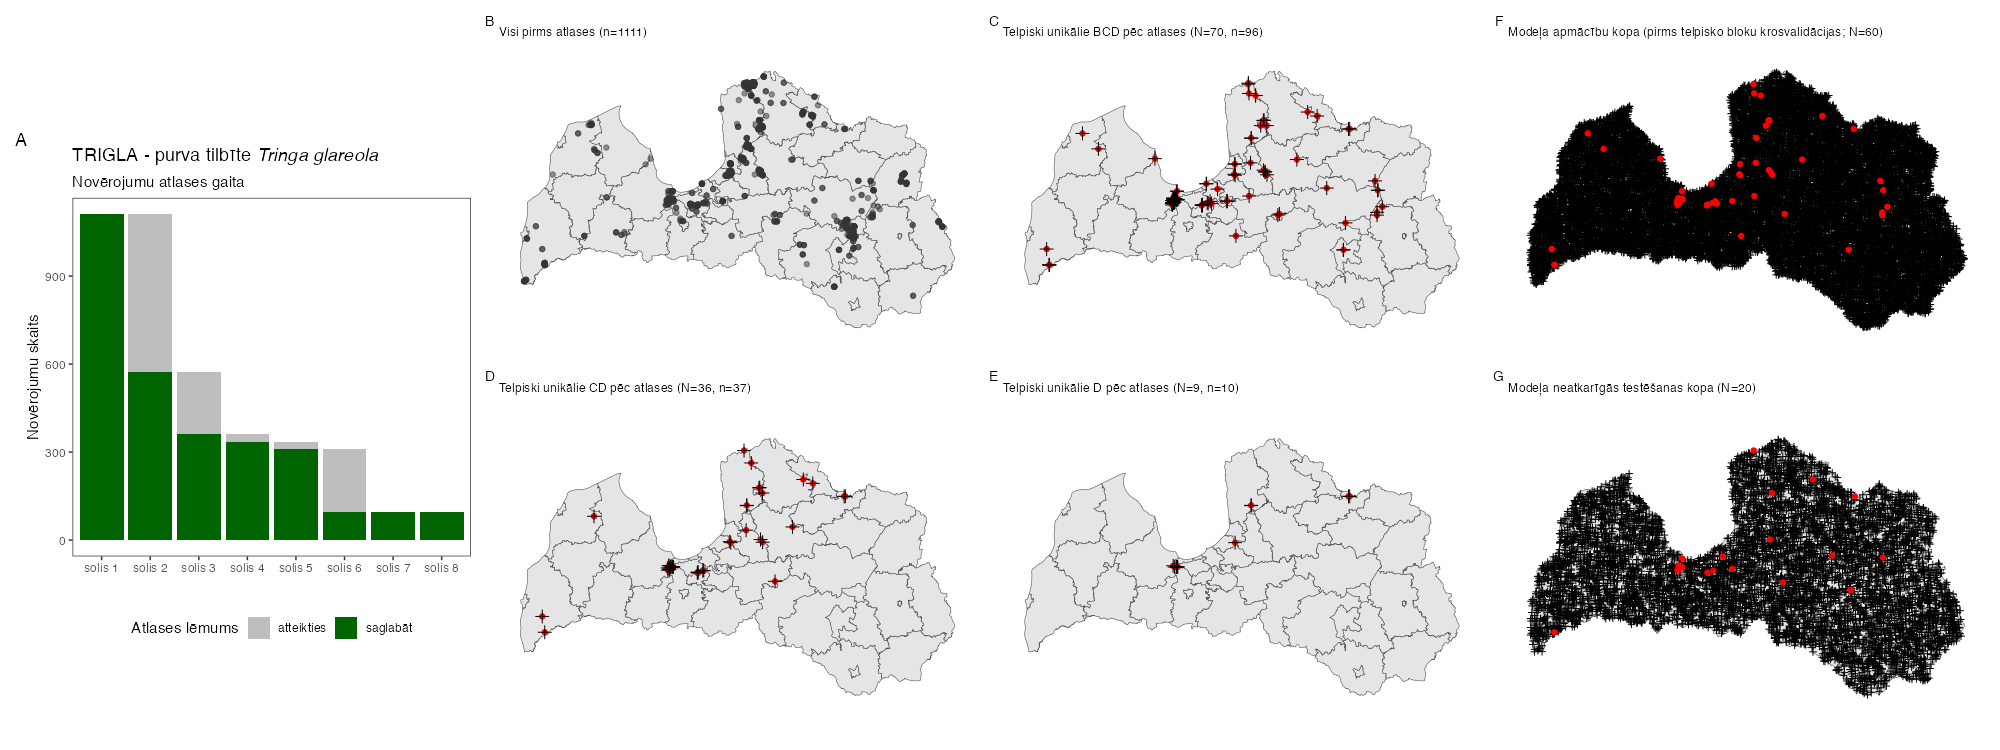 A
TRIGLA - purva tilbīte Tringa glareola
Novērojumu atlases gaita
Novērojumu skaits
900
600
300
0
solis 1
solis 2
solis 3
solis 4
solis 5
solis 6
solis 7
solis 8
Atlases lēmums
atteikties
saglabāt
B
Visi pirms atlases (n=1111)
C
Telpiski unikālie BCD pēc atlases (N=70, n=96)
F
Modeļa apmācību kopa (pirms telpisko bloku krosvalidācijas; N=60)
D
Telpiski unikālie CD pēc atlases (N=36, n=37)
E
Telpiski unikālie D pēc atlases (N=9, n=10)
G
Modeļa neatkarīgās testēšanas kopa (N=20)